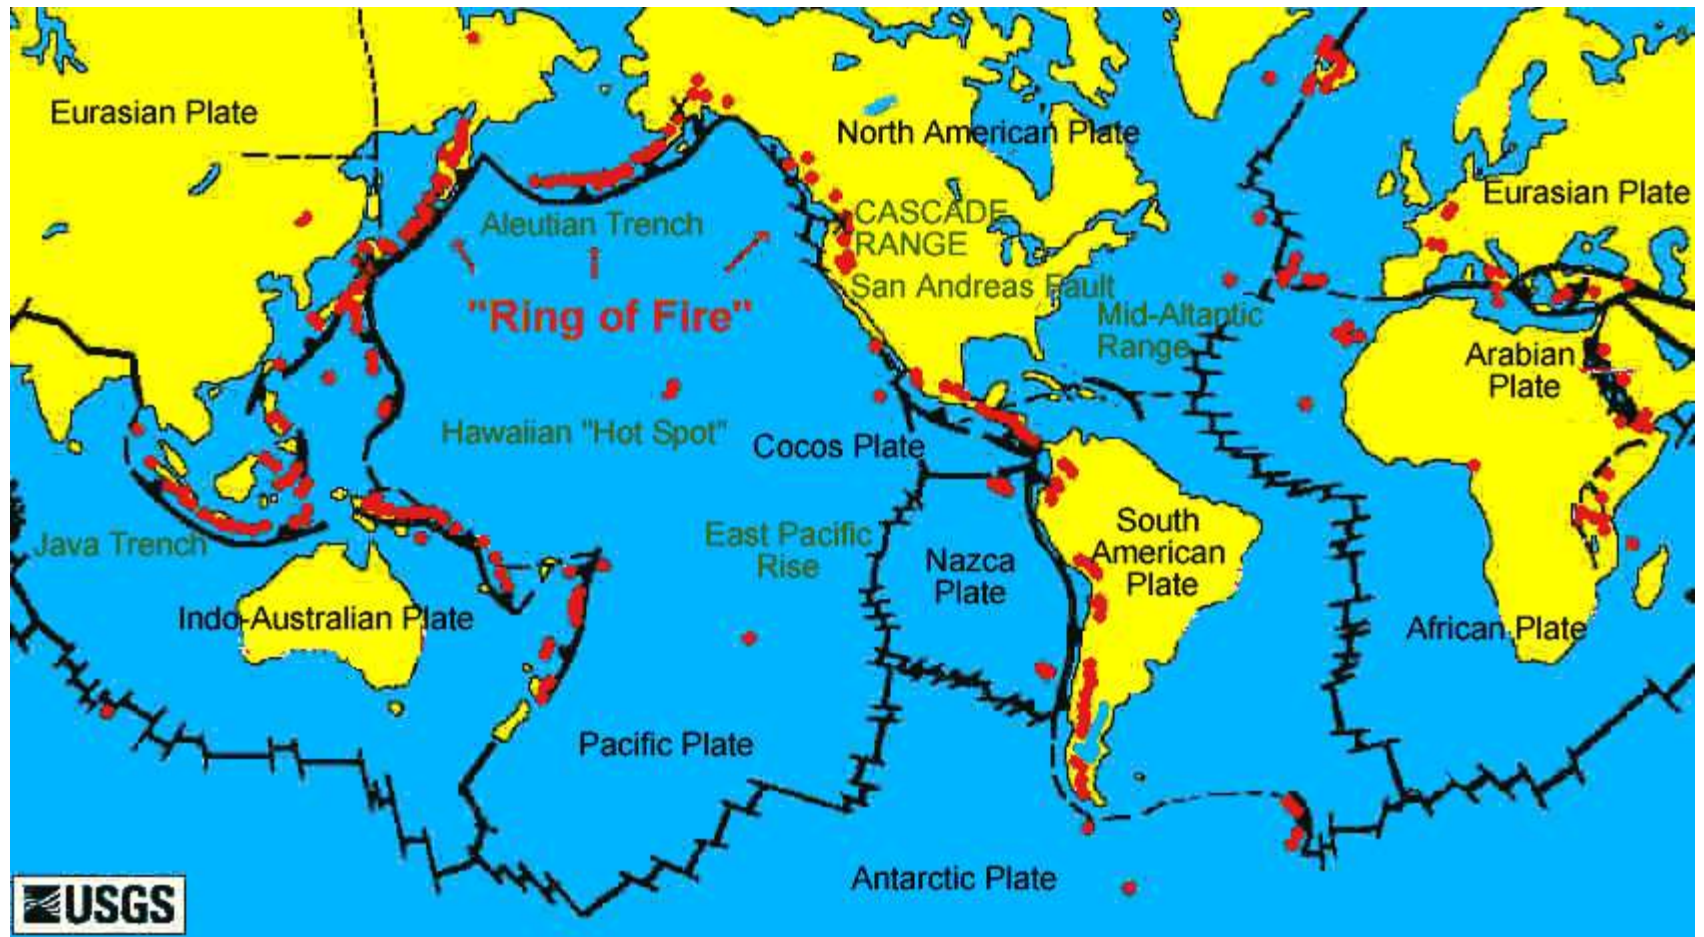 Eurasian Plate
North American Plate
Eurasian Plate
Aleutian Trench
CASCADE
RANGE
San Andreas Fault
"Ring of Fire"
Mid-Altantic
Range
Arabian
Plate
Hawaiian "Hot Spot"
Cocos Plate
Java Trench
East Pacific
Rise
South
American
Plate
Nazca
Plate
Indo-Australian Plate
African Plate
Pacific Plate
Antarctic Plate
USGS